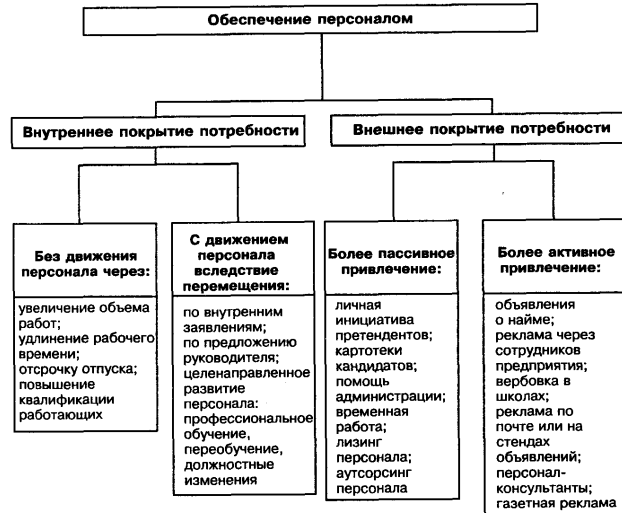 Обеспечение персоналом
Внутреннее покрытие потребности
Внешнее покрытие потребности
Без движения
персонала через:
увеличение объема
работ;
удлинение рабочего
времени;
отсрочку отпуска;
повышение
квалификации
работающих
С движением
персонала
вследствие
перемещения:
по внутренним
заявлениям;
по предложению
руководителя;
целенаправленное
развитие
персонала:
профессиональное
обучение,
переобучение,
должностные
изменения
Более пассивное
привлечение:
личная
инициатива
претендентов;
картотеки
кандидатов;
помощь
администрации;
временная
работа;
лизинг
персонала;
аутсорсинг
персонала
Более активное
привлечение:
объявления
о найме;
реклама через
сотрудников
предприятия;
вербовка в
школах;
реклама по
почте или на
стендах
объявлений;
персонал-
консультанты;
газетная реклама